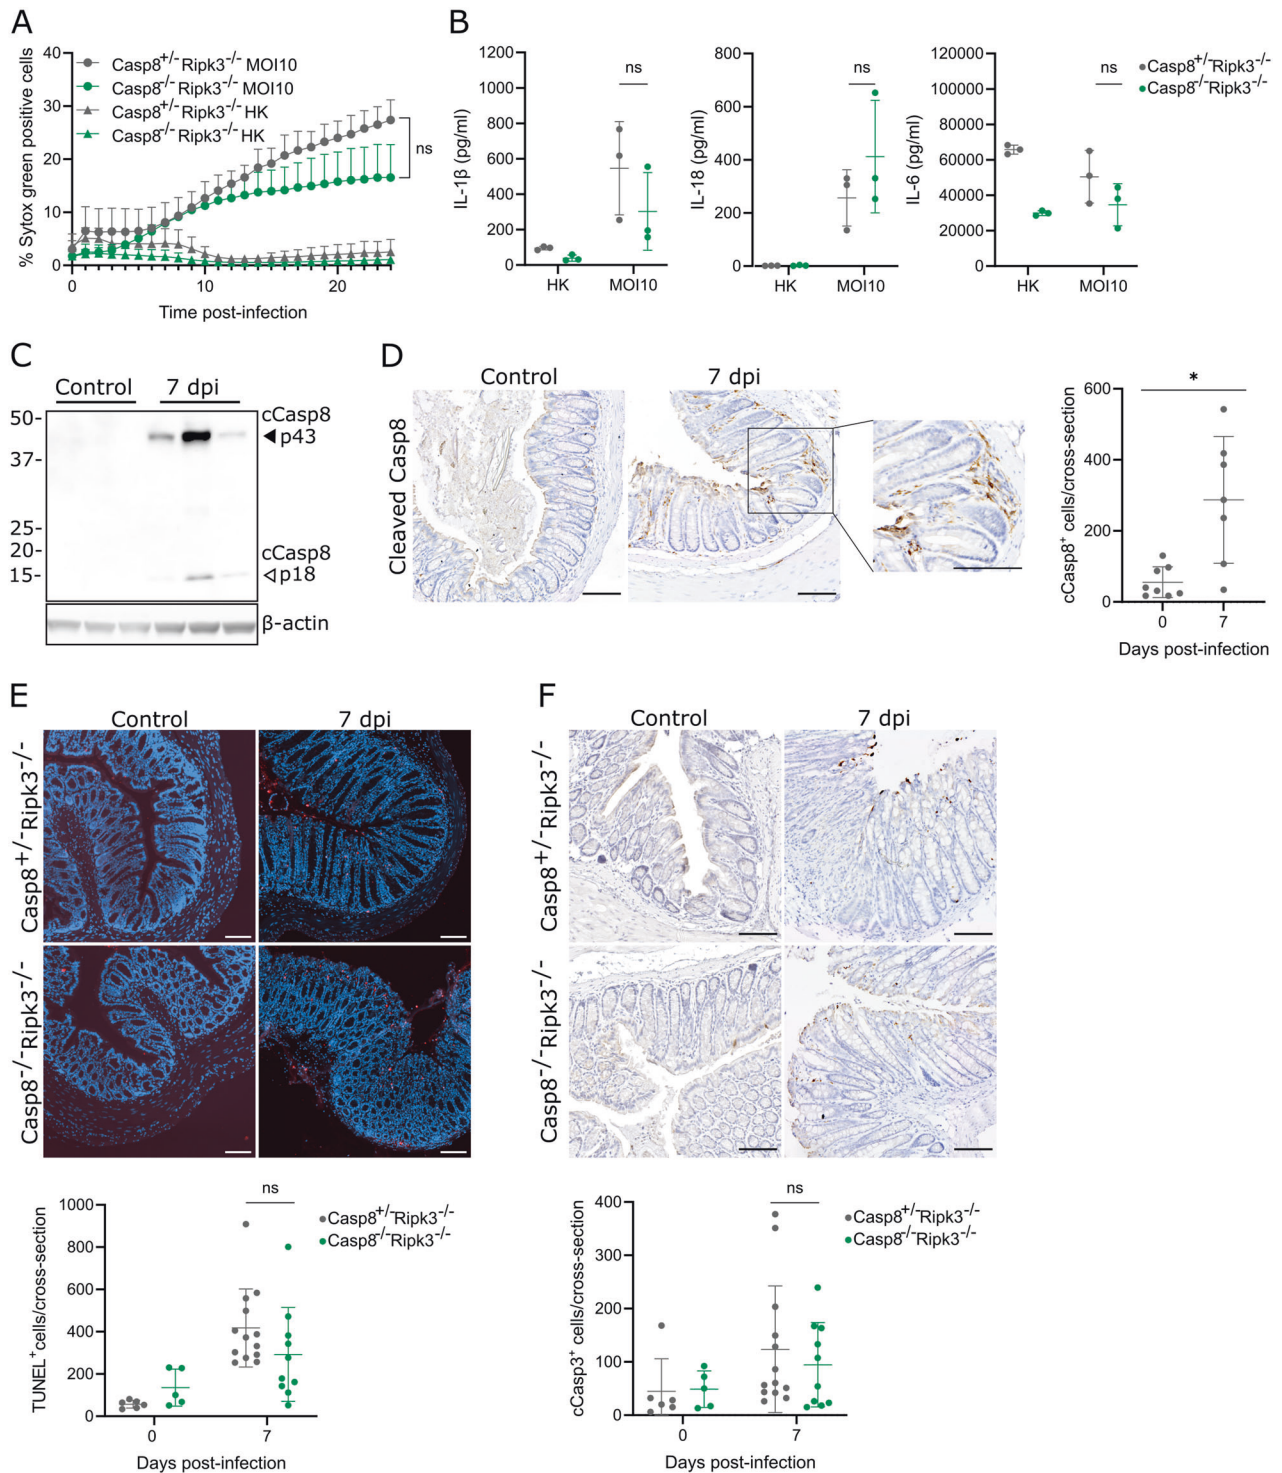 A
% Sytox green positive cells
40
30
20
10
0
0
10
20
Time post-infection
Casp8+/-Ripk3-/- MOI10
Casp8-/-Ripk3-/- MOI10
Casp8+/-Ripk3-/- HK
Casp8-/-Ripk3-/- HK
ns
B
IL-1β (pg/ml)
1200
1000
800
600
400
200
0
HK
MOI10
ns
IL-18 (pg/ml)
800
600
400
200
0
HK
MOI10
ns
IL-6 (pg/ml)
120000
100000
80000
60000
40000
20000
0
HK
MOI10
ns
Casp8+/-Ripk3-/-
Casp8-/-Ripk3-/-
C
Control
7 dpi
50-
37-
25-
20-
15-
cCasp8
p43
cCasp8
p18
β-actin
D
Control
7 dpi
Cleaved Casp8
cCasp8+ cells/cross-section
600
400
200
0
*
0
7
Days post-infection
E
Control
7 dpi
Casp8+/-Ripk3-/-
Casp8-/-Ripk3-/-
TUNEL+cells/cross-section
1000
800
600
400
200
0
ns
0
7
Days post-infection
Casp8+/-Ripk3-/-
Casp8-/-Ripk3-/-
F
Control
7 dpi
Casp8+/-Ripk3-/-
Casp8-/-Ripk3-/-
cCasp3+ cells/cross-section
400
300
200
100
0
ns
0
7
Days post-infection
Casp8+/-Ripk3-/-
Casp8-/-Ripk3-/-